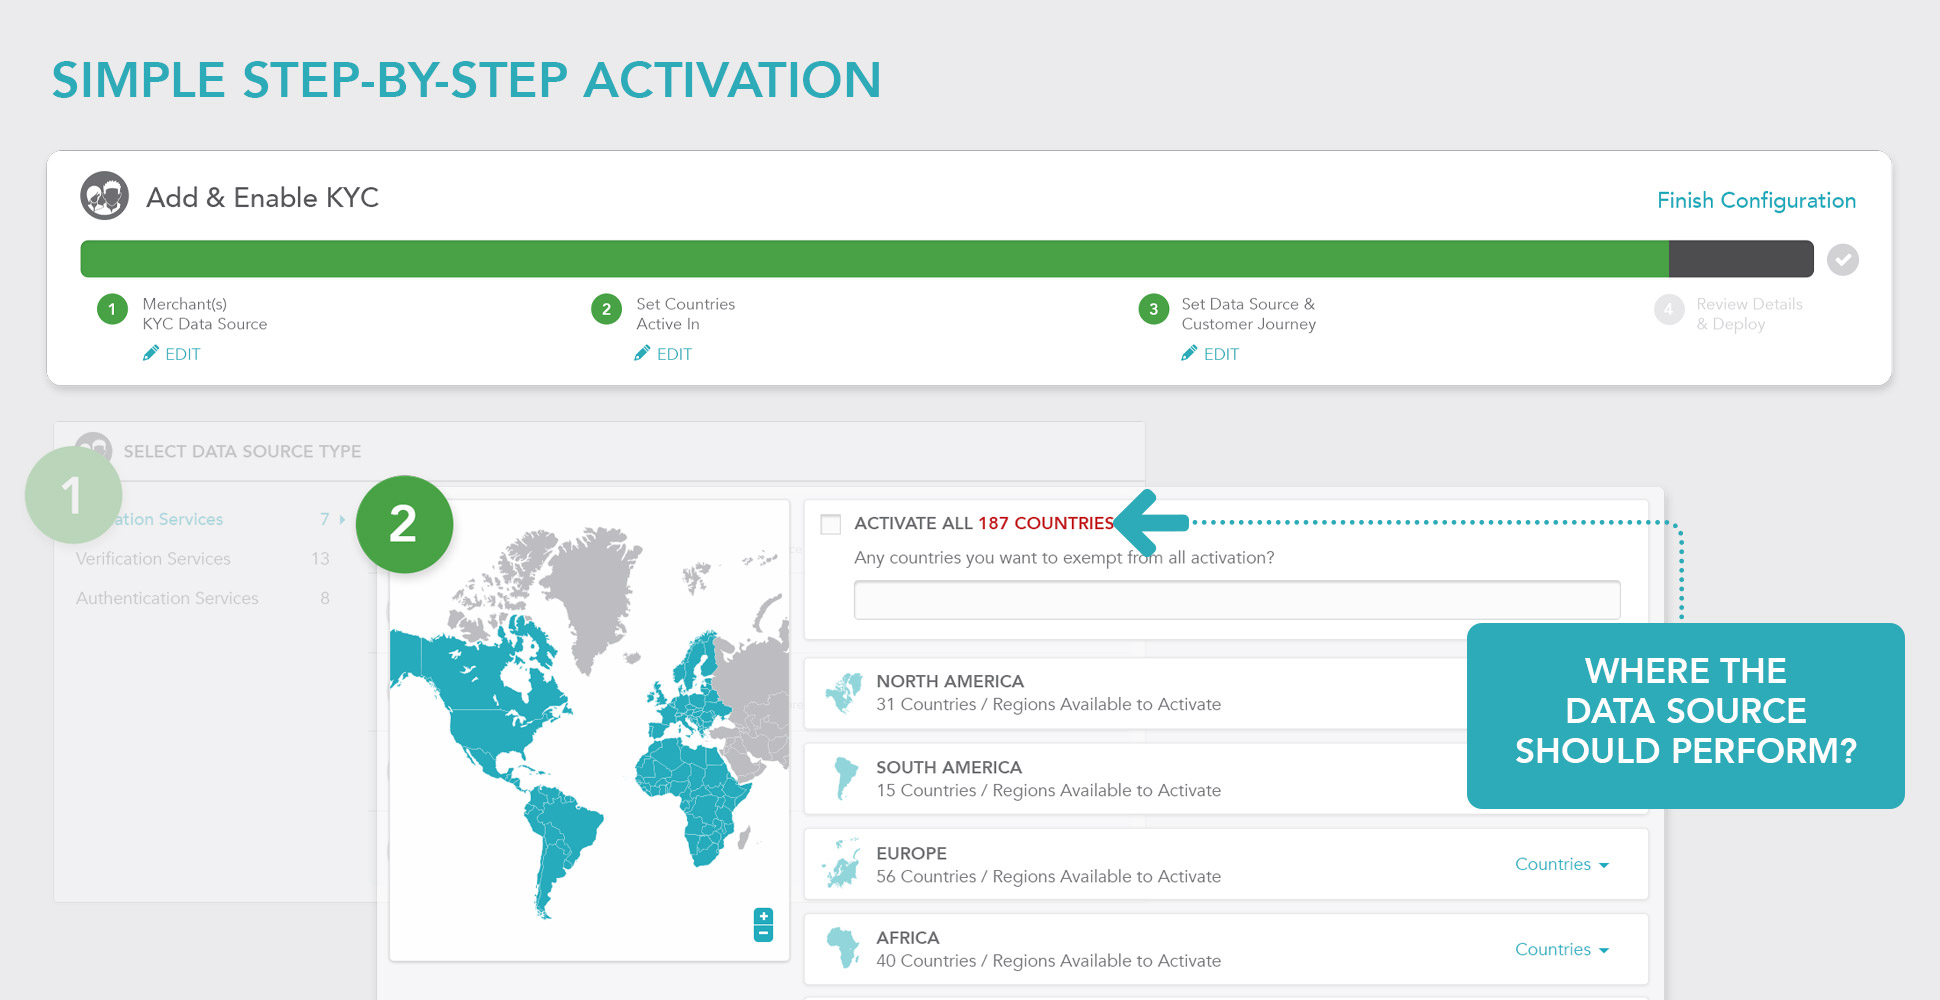 SIMPLE STEP-BY-STEP ACTIVATION
Add & Enable KYC
Finish Configuration
1
Merchant(s)
KYC Data Source
EDIT
2
Set Countries
Active In
EDIT
3
Set Data Source &
Customer Journey
EDIT
4
Review Details
& Deploy
SELECT DATA SOURCE TYPE
1
Services 7
Verification Services 13
Authentication Services 8
2
ACTIVATE ALL 187 COUNTRIES
Any countries you want to exempt from all activation?
WHERE THE
DATA SOURCE
SHOULD PERFORM?
NORTH AMERICA
31 Countries / Regions Available to Activate
SOUTH AMERICA
15 Countries / Regions Available to Activate
EUROPE
56 Countries / Regions Available to Activate
Countries
AFRICA
40 Countries / Regions Available to Activate
Countries